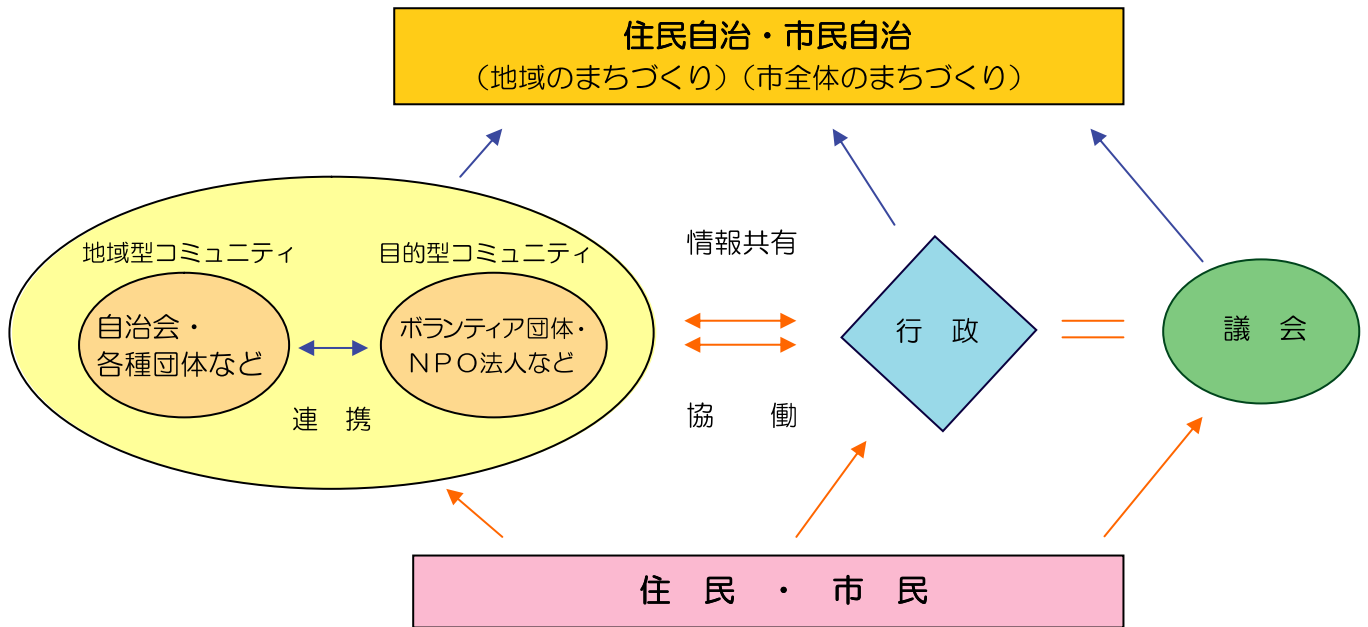 住民自治・市民自治
（地域のまちづくり）（市全体のまちづくり）
地域型コミュニティ
目的型コミュニティ
自治会・
各種団体など
ボランティア団体・
ＮＰＯ法人など
連　携
情報共有
協　　働
行　政
議　会
住　民　・　市　民